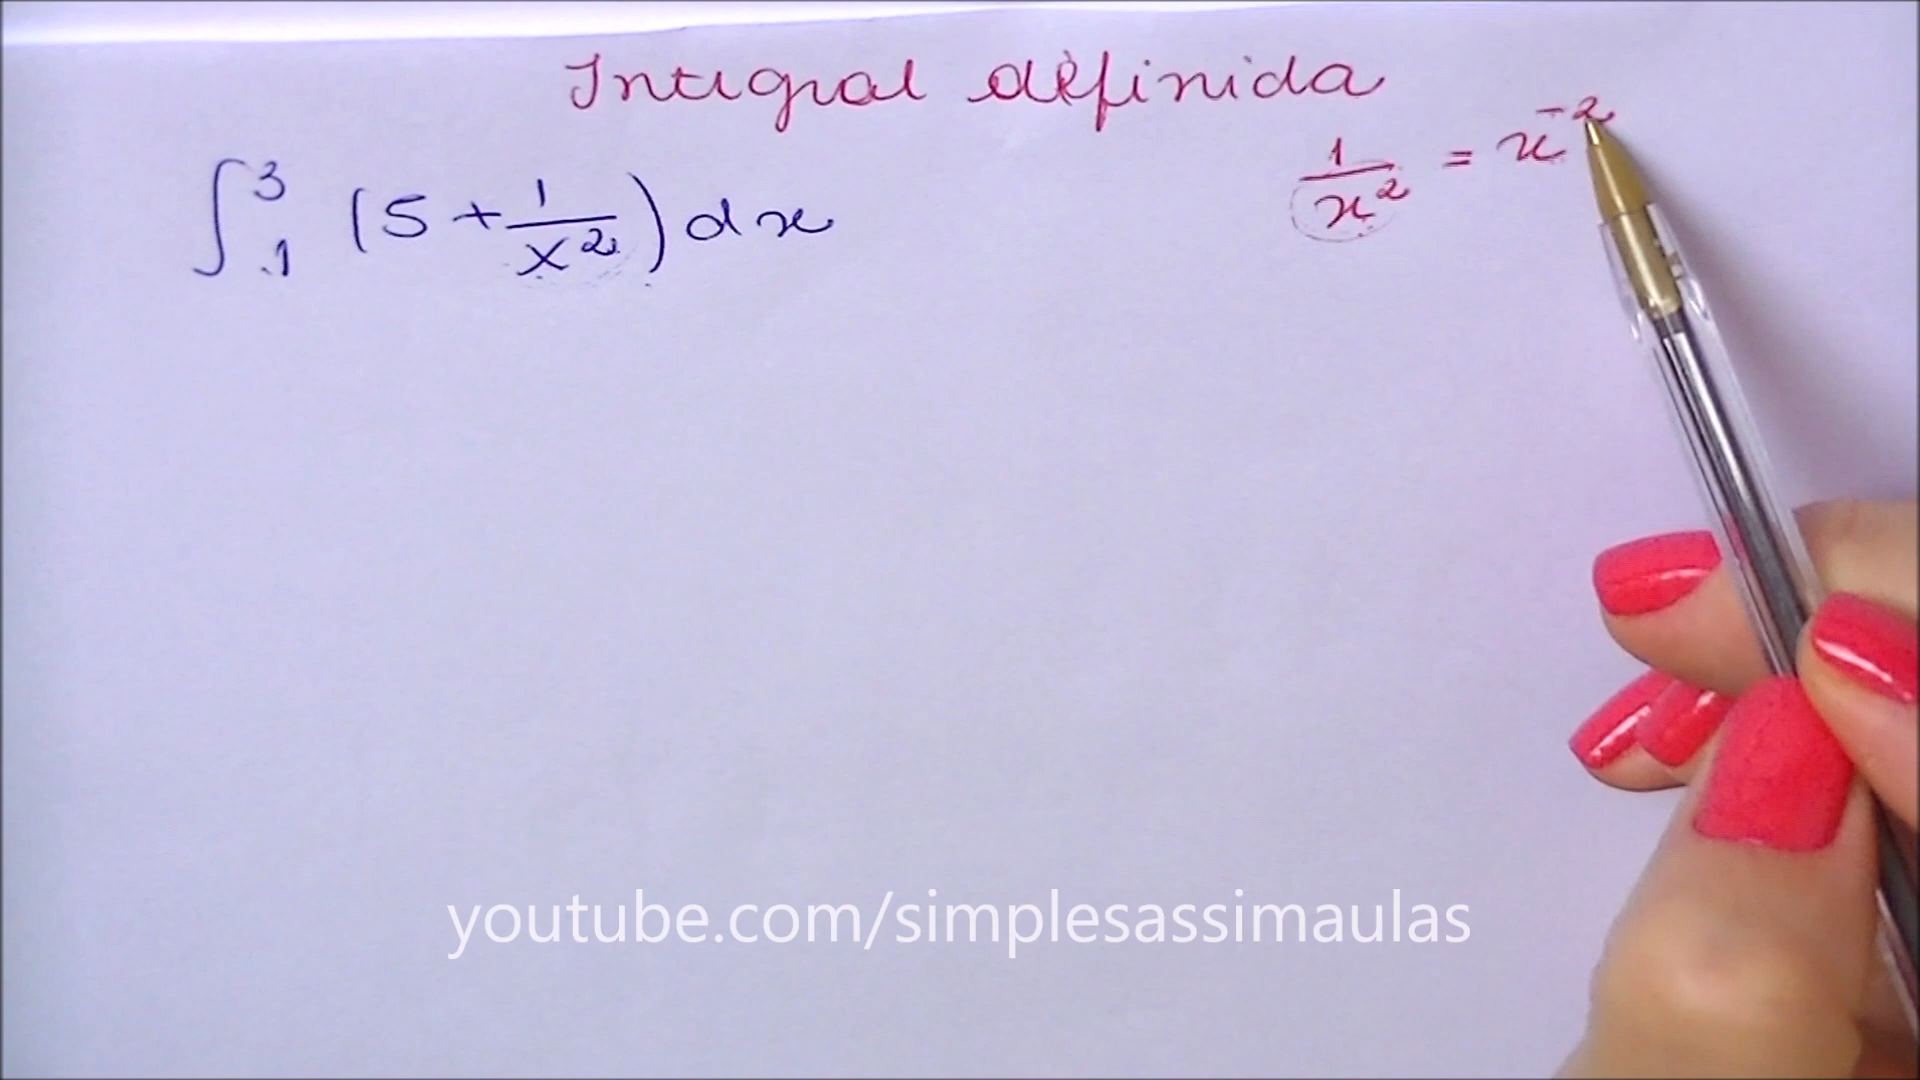 Integral definida
∫₁³ (5 + 1/x²) dx
1/x² = x⁻²
youtube.com/simplesassimaulas